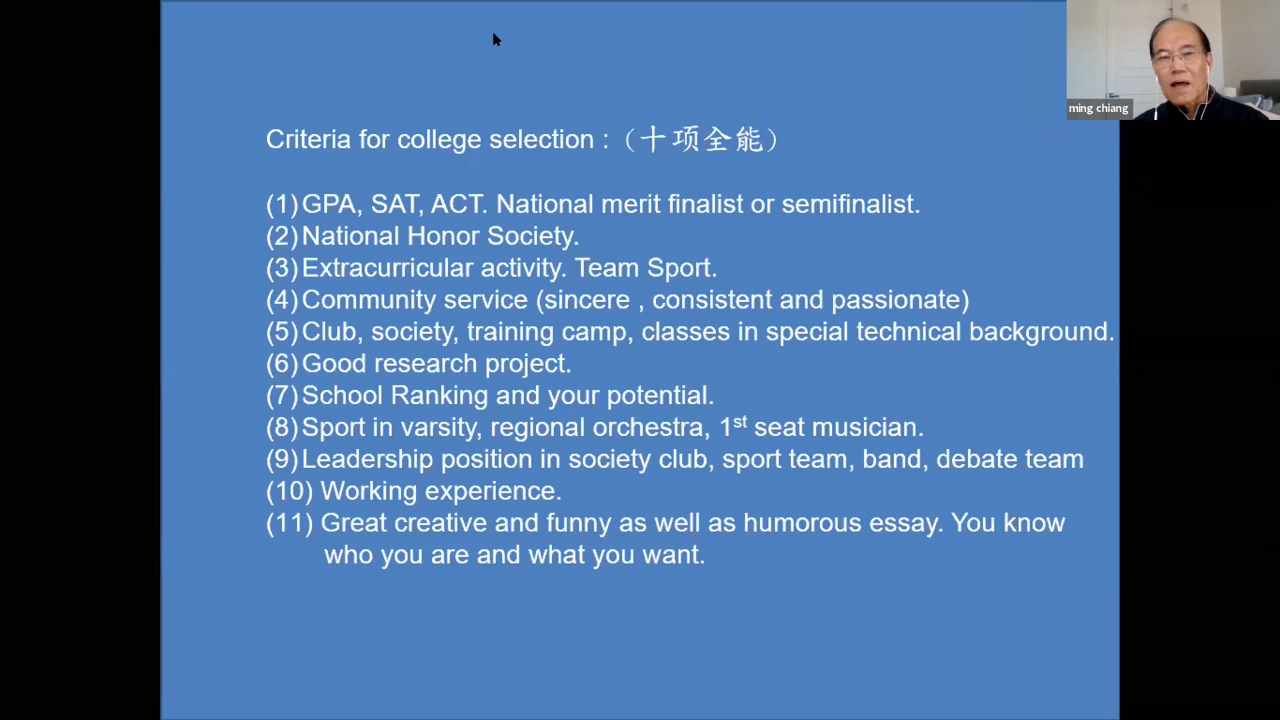 ming chiang
Criteria for college selection : （十项全能）
(1) GPA, SAT, ACT. National merit finalist or semifinalist.
(2) National Honor Society.
(3) Extracurricular activity. Team Sport.
(4) Community service (sincere , consistent and passionate)
(5) Club, society, training camp, classes in special technical background.
(6) Good research project.
(7) School Ranking and your potential.
(8) Sport in varsity, regional orchestra, 1st seat musician.
(9) Leadership position in society club, sport team, band, debate team
(10) Working experience.
(11) Great creative and funny as well as humorous essay. You know
who you are and what you want.